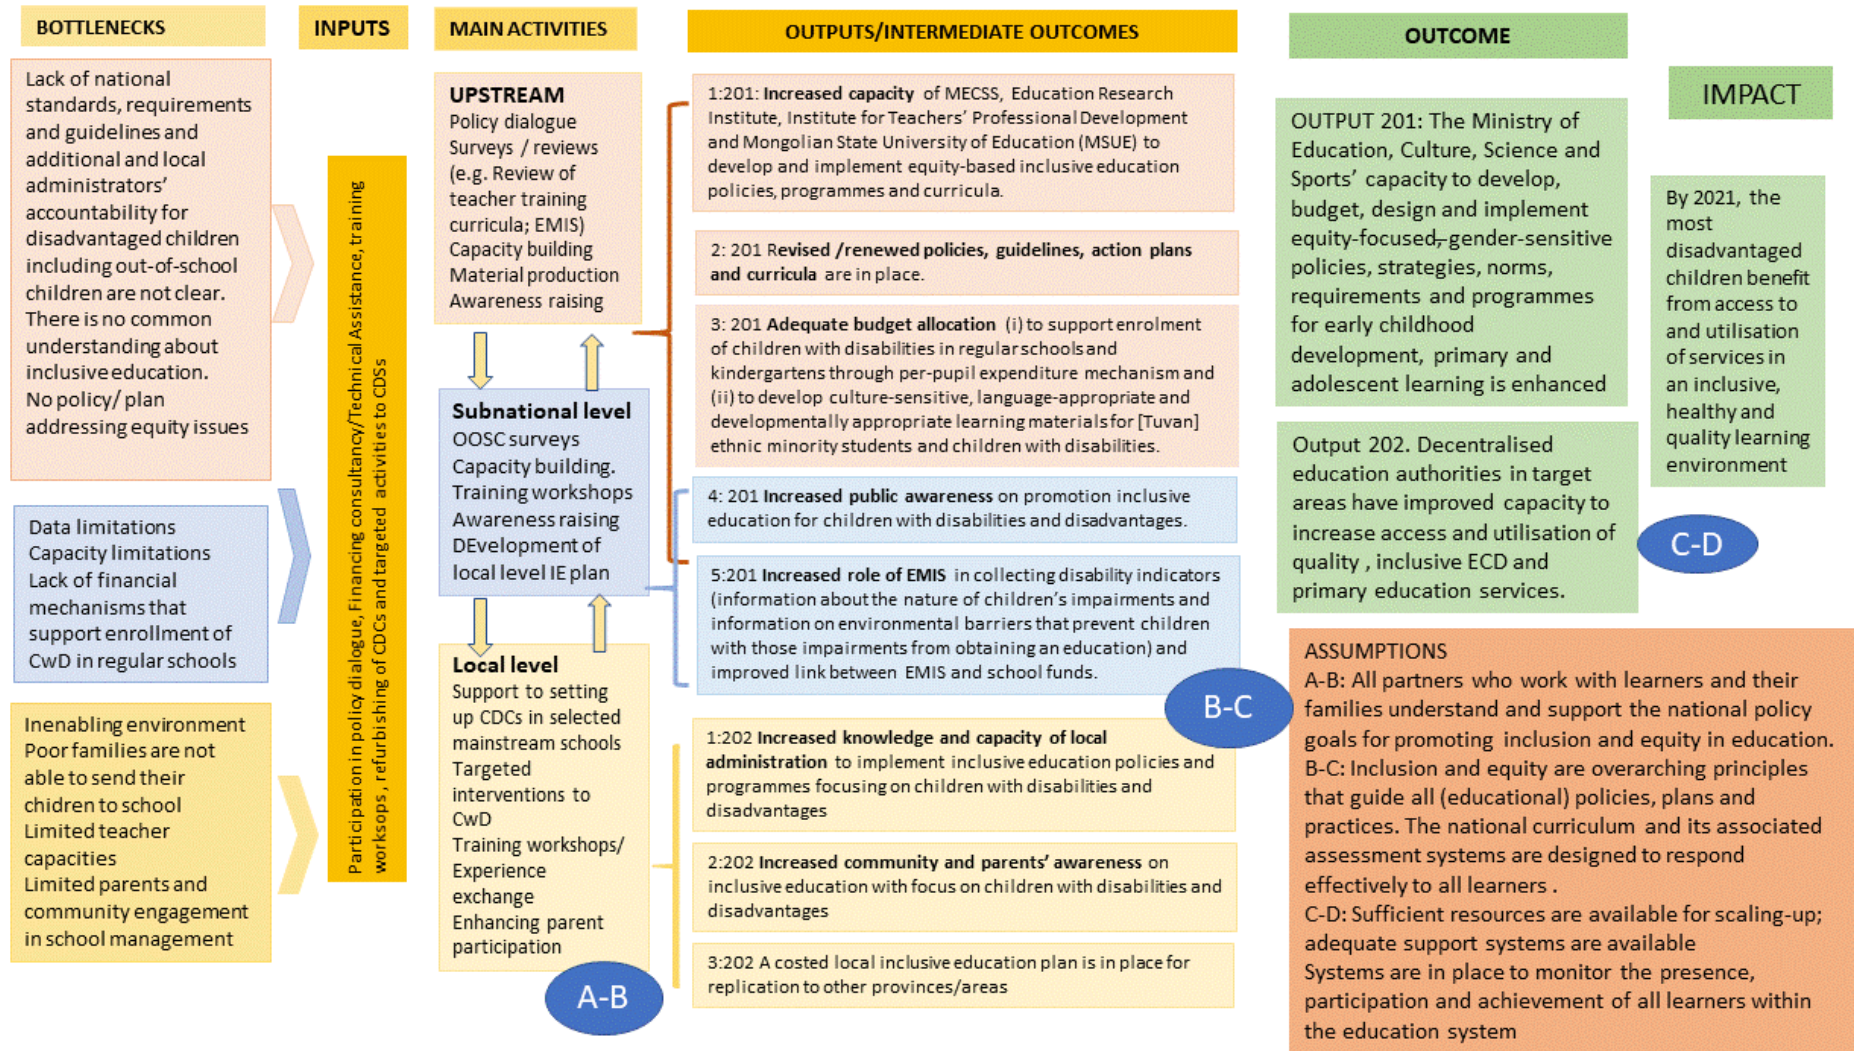 BOTTLENECKS
Lack of national
standards, requirements
and guidelines and
additional and local
administrators’
accountability for
disadvantaged children
including out-of-school
children are not clear.
There is no common
understanding about
inclusive education.
No policy/ plan
addressing equity issues
Data limitations
Capacity limitations
Lack of financial
mechanisms that
support enrollment of
CwD in regular schools
Inenabling environment
Poor families are not
able to send their
chidren to school
Limited teacher
capacities
Limited parents and
community engagement
in school management
INPUTS
Participation in policy dialogue, Financing consultancy/Technical Assistance, training
worksops , refurbishing of CDCs and targeted activities to CDSs
MAIN ACTIVITIES
UPSTREAM
Policy dialogue
Surveys / reviews
(e.g. Review of
teacher training
curricula; EMIS)
Capacity building
Material production
Awareness raising
Subnational level
OOSC surveys
Capacity building.
Training workshops
Awareness raising
DEvelopment of
local level IE plan
Local level
Support to setting
up CDCs in selected
mainstream schools
Targeted
interventions to
CwD
Training workshops/
Experience
exchange
Enhancing parent
participation
A-B
OUTPUTS/INTERMEDIATE OUTCOMES
1:201: Increased capacity of MECSS, Education Research
Institute, Institute for Teachers’ Professional Development
and Mongolian State University of Education (MSUE) to
develop and implement equity-based inclusive education
policies, programmes and curricula.
2: 201 Revised /renewed policies, guidelines, action plans
and curricula are in place.
3: 201 Adequate budget allocation (i) to support enrolment
of children with disabilities in regular schools and
kindergartens through per-pupil expenditure mechanism and
(ii) to develop culture-sensitive, language-appropriate and
developmentally appropriate learning materials for [Tuvan]
ethnic minority students and children with disabilities.
4: 201 Increased public awareness on promotion inclusive
education for children with disabilities and disadvantages.
5:201 Increased role of EMIS in collecting disability indicators
(information about the nature of children’s impairments and
information on environmental barriers that prevent children
with those impairments from obtaining an education) and
improved link between EMIS and school funds.
B-C
1:202 Increased knowledge and capacity of local
administration to implement inclusive education policies and
programmes focusing on children with disabilities and
disadvantages
2:202 Increased community and parents’ awareness on
inclusive education with focus on children with disabilities and
disadvantages
3:202 A costed local inclusive education plan is in place for
replication to other provinces/areas
OUTCOME
OUTPUT 201: The Ministry of
Education, Culture, Science and
Sports’ capacity to develop,
budget, design and implement
equity-focused, gender-sensitive
policies, strategies, norms,
requirements and programmes
for early childhood
development, primary and
adolescent learning is enhanced
Output 202. Decentralised
education authorities in target
areas have improved capacity to
increase access and utilisation of
quality , inclusive ECD and
primary education services.
C-D
IMPACT
By 2021, the
most
disadvantaged
children benefit
from access to
and utilisation
of services in
an inclusive,
healthy and
quality learning
environment
ASSUMPTIONS
A-B: All partners who work with learners and their
families understand and support the national policy
goals for promoting inclusion and equity in education.
B-C: Inclusion and equity are overarching principles
that guide all (educational) policies, plans and
practices. The national curriculum and its associated
assessment systems are designed to respond
effectively to all learners .
C-D: Sufficient resources are available for scaling-up;
adequate support systems are available
Systems are in place to monitor the presence,
participation and achievement of all learners within
the education system